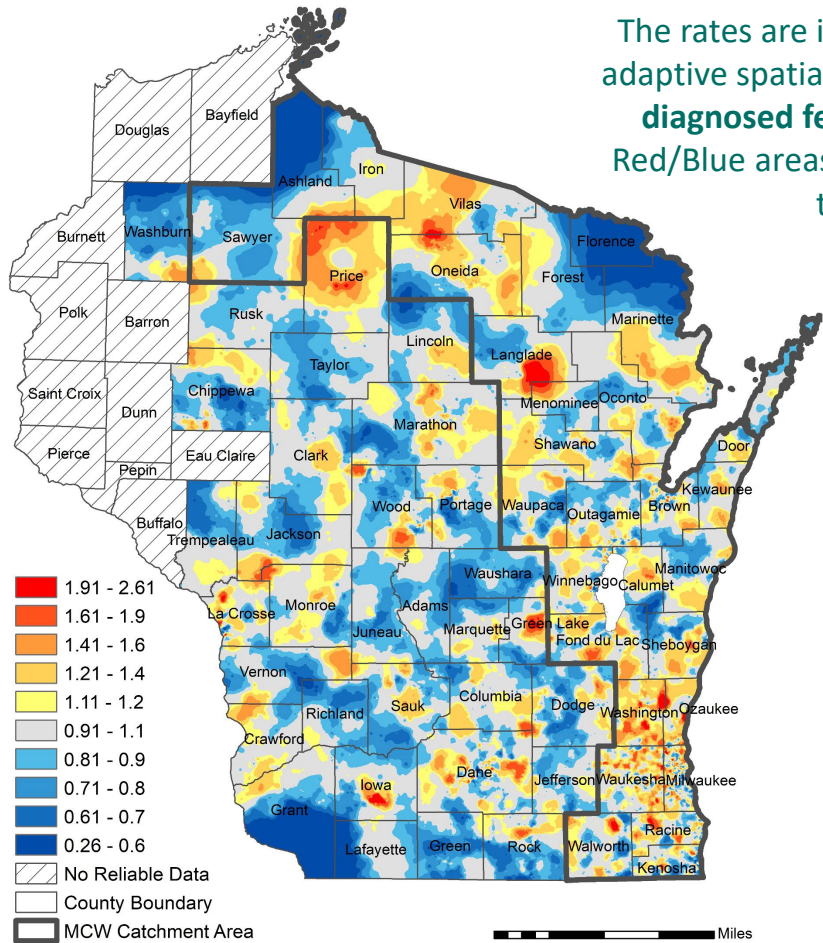 The rates are i
adaptive spatia
diagnosed fe
Red/Blue areas
t
Douglas
Bayfield
Ashland
Iron
Vilas
Burnett
Washburn
Sawyer
Florence
Price
Oneida
Forest
Polk
Barron
Rusk
Marinette
Lincoln
Langlade
Taylor
Saint Croix
Dunn
Chippewa
Menominee
Oconto
Marathon
Shawano
Pierce
Eau Claire
Clark
Door
Pepin
Kewaunee
Buffalo
Wood
Portage
Waupaca
Outagamie
Brown
Trempealeau
Jackson
Waushara
Winnebago
Calumet
Manitowoc
La Crosse
Monroe
Adams
Juneau
Marquette
Green Lake
Fond du Lac
Sheboygan
Vernon
Sauk
Columbia
Dodge
Washington
Ozaukee
Richland
Crawford
Dane
Jefferson
Waukesha
Milwaukee
Iowa
Grant
Lafayette
Green
Rock
Walworth
Racine
Kenosha
1.91 - 2.61
1.61 - 1.9
1.41 - 1.6
1.21 - 1.4
1.11 - 1.2
0.91 - 1.1
0.81 - 0.9
0.71 - 0.8
0.61 - 0.7
0.26 - 0.6
No Reliable Data
County Boundary
MCW Catchment Area
Miles